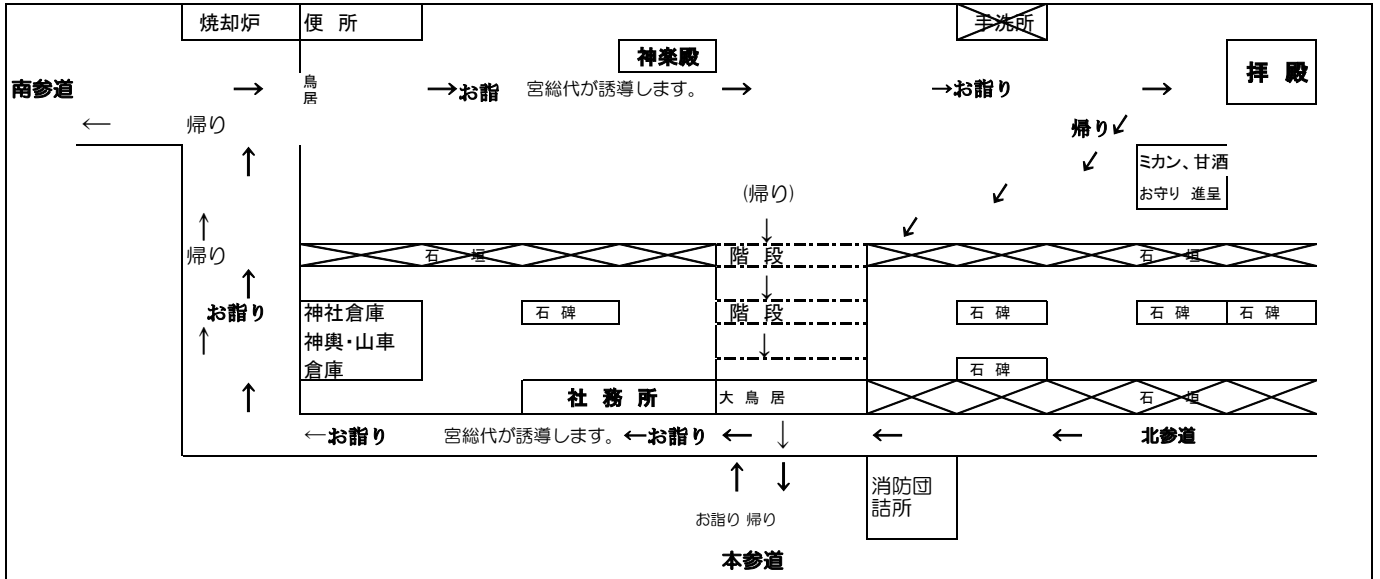 焼却炉 便 所 手洗所
神楽殿
拝 殿
南参道 → 鳥居 →お詣 宮総代が誘導します。 → →お詣り →
← 帰り 帰り↙
↑ ↙ ミカン、甘酒
(帰り) ↙ お守り 進呈
↑ ↓ ↙
帰り 石 垣 階 段 石 垣
↑ ↓
お詣り 神社倉庫 石 碑 階 段 石 碑 石 碑 石 碑
↑ 神輿・山車 ↓
倉庫 石 碑
↑ 社 務 所 大 鳥 居 石 垣
←お詣り 宮総代が誘導します。 ←お詣り ← ↓ ← ← 北参道
↑ ↓ 消防団
詰所
お詣り 帰り
本参道